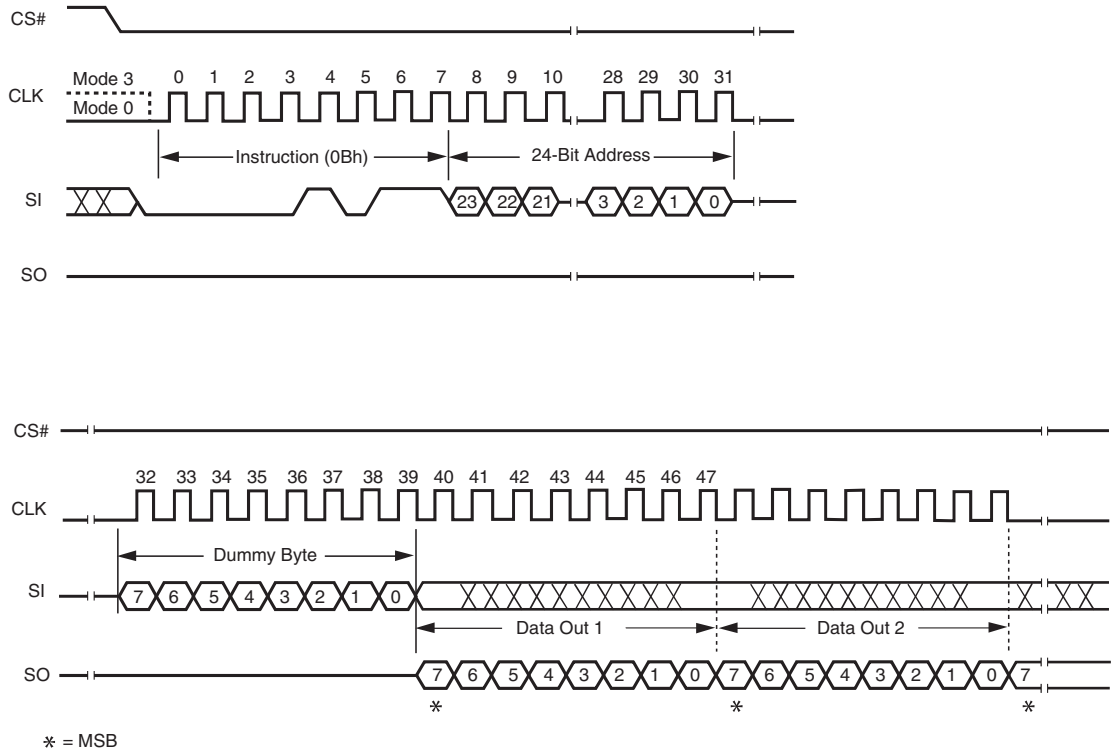 CS#
Mode 3 0 1 2 3 4 5 6 7 8 9 10 28 29 30 31
CLK
Mode 0
Instruction (0Bh) 24-Bit Address
SI 23 22 21 3 2 1 0
SO
CS#
32 33 34 35 36 37 38 39 40 41 42 43 44 45 46 47
CLK
Dummy Byte
SI 7 6 5 4 3 2 1 0
Data Out 1 Data Out 2
SO 7 6 5 4 3 2 1 0 7 6 5 4 3 2 1 0 7
* * *
* = MSB